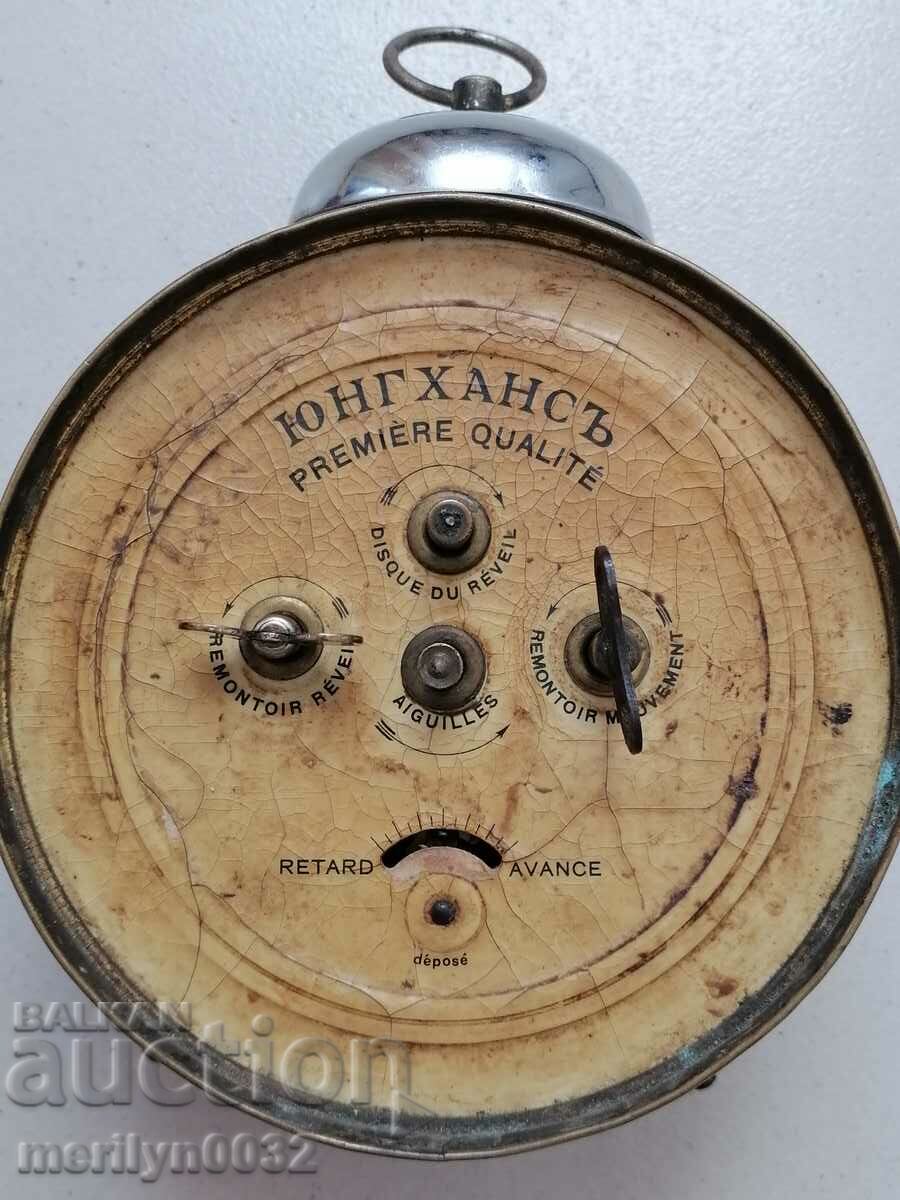 ЮНГХАНСЪ
PREMIÈRE QUALITÉ
DISQUE DU RÉVEIL
REMONTOIR RÉVEIL
AIGUILLES
REMONTOIR MOUVEMENT
RETARD
AVANCE
déposé
BALKAN
auction
merilyn0032